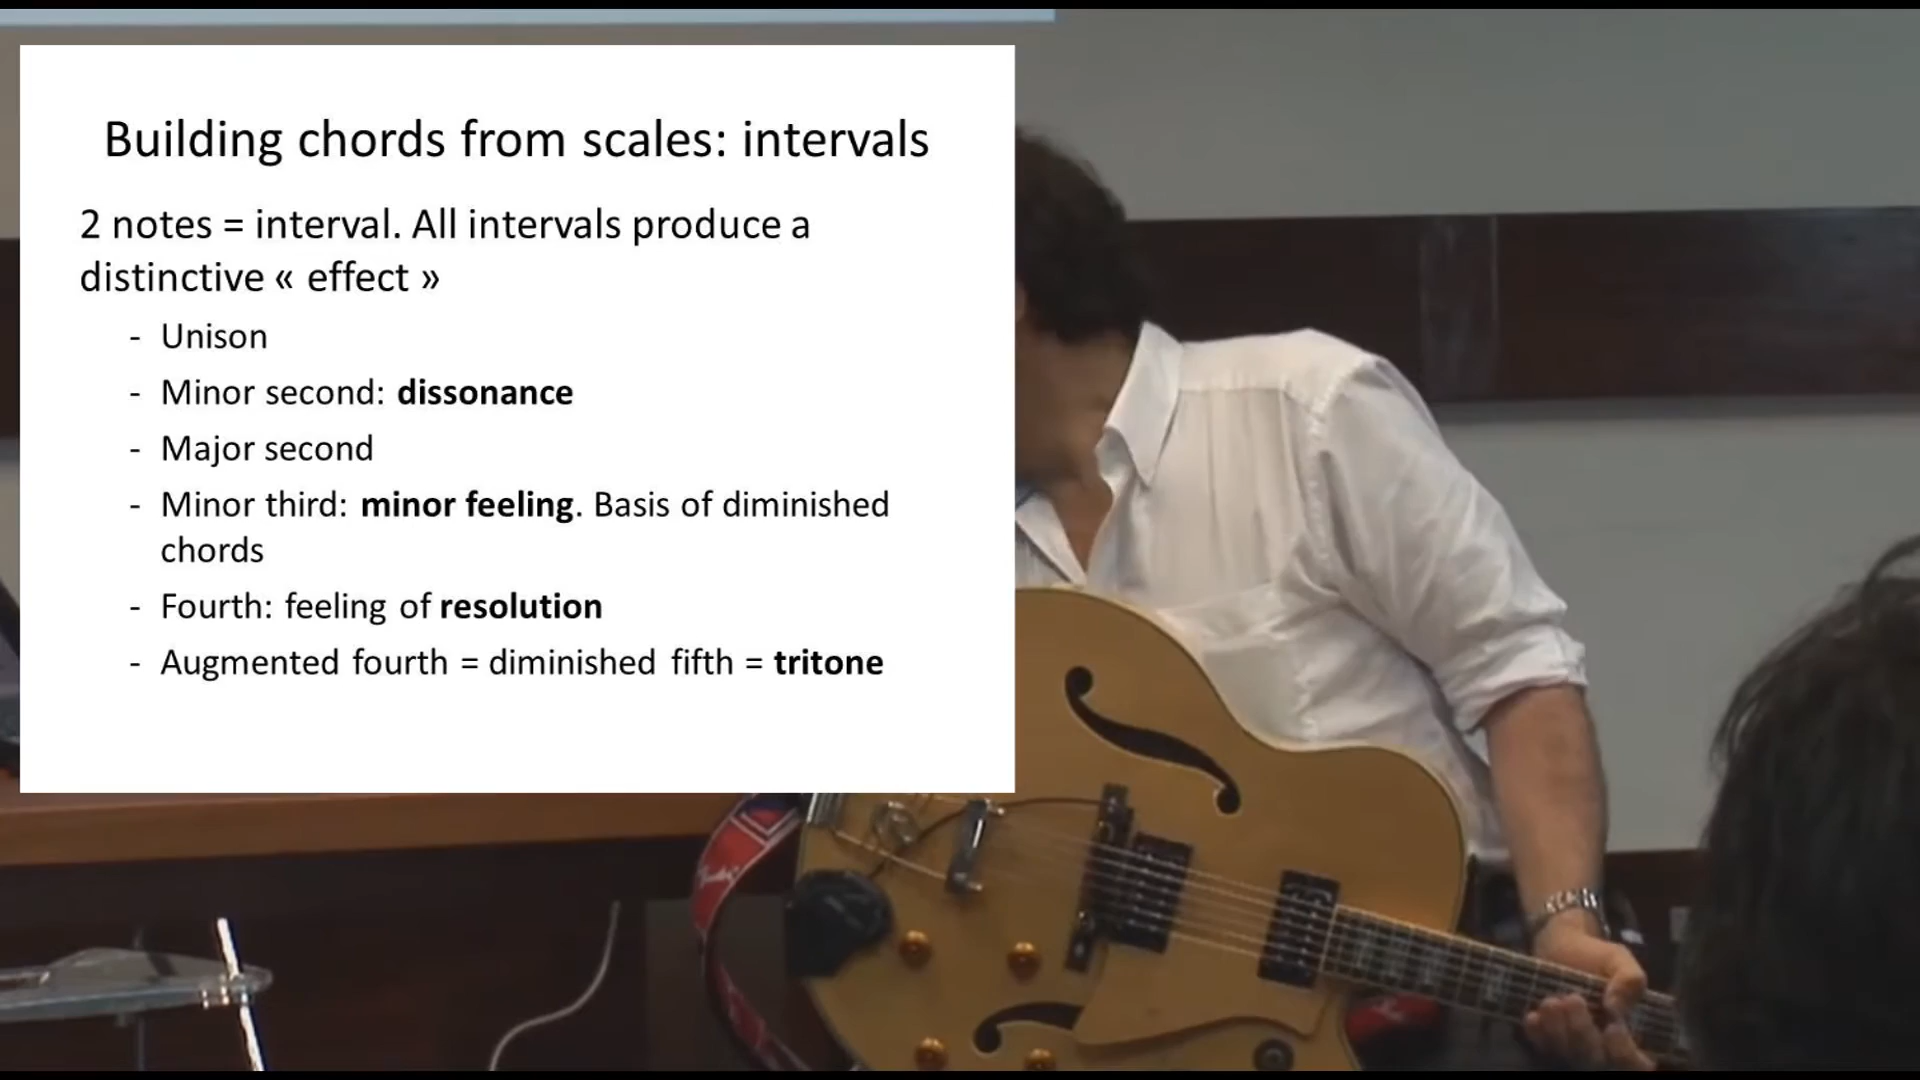 Building chords from scales: intervals
2 notes = interval. All intervals produce a
distinctive « effect »
- Unison
- Minor second: dissonance
- Major second
- Minor third: minor feeling. Basis of diminished
chords
- Fourth: feeling of resolution
- Augmented fourth = diminished fifth = tritone
Fender